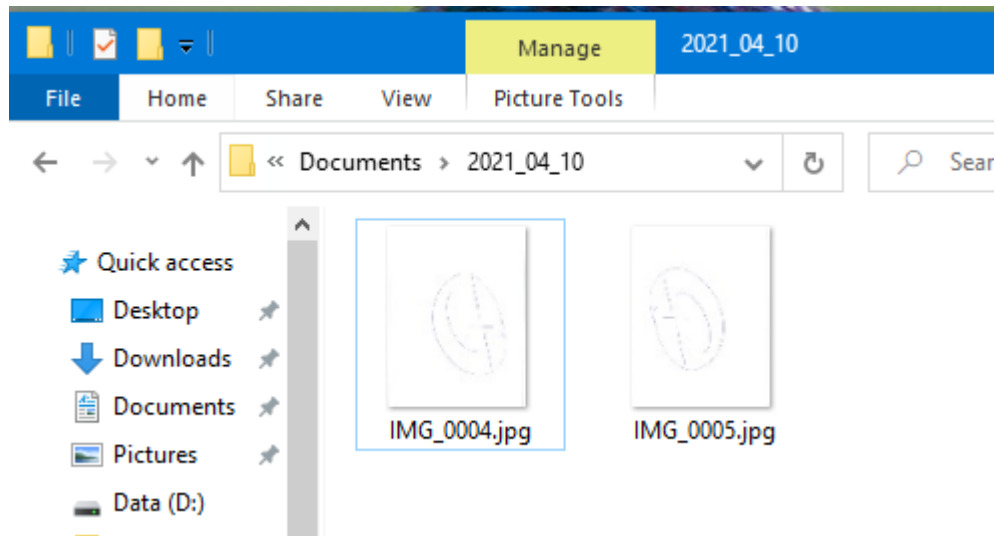 Manage 2021_04_10
File Home Share View Picture Tools
« Documents › 2021_04_10
Sear
Quick access
Desktop
Downloads
Documents
Pictures
Data (D:)
IMG_0004.jpg IMG_0005.jpg